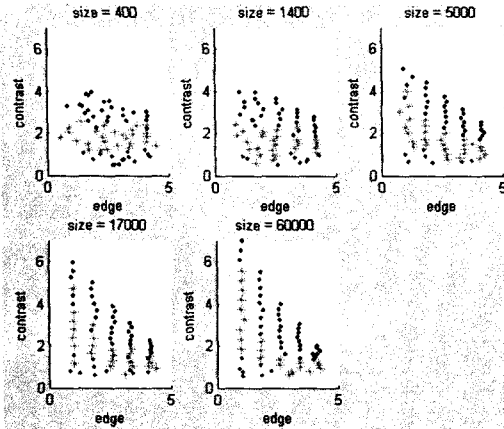 size = 400
size = 1400
size = 5000
6
4
2
0
contrast
0
5
edge
6
4
2
0
contrast
0
5
edge
6
4
2
0
contrast
0
5
edge
size = 17000
size = 60000
6
4
2
0
contrast
0
5
edge
6
4
2
0
contrast
0
5
edge